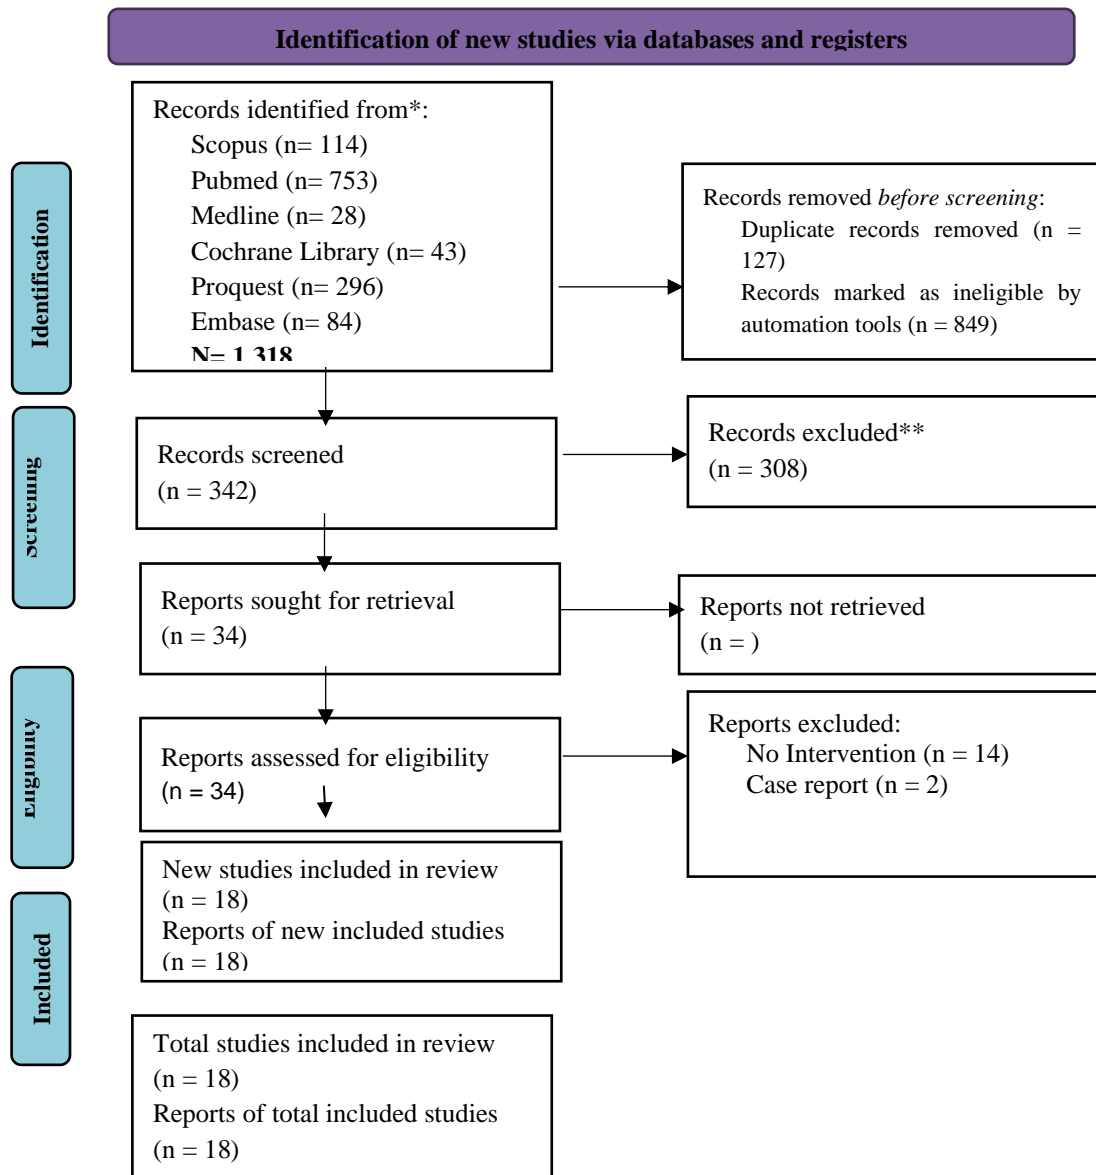 Identification of new studies via databases and registers
Identification
Records identified from*:
Scopus (n= 114)
Pubmed (n= 753)
Medline (n= 28)
Cochrane Library (n= 43)
Proquest (n= 296)
Embase (n= 84)
N= 1.318
Records removed before screening:
Duplicate records removed (n =
127)
Records marked as ineligible by
automation tools (n = 849)
Screening
Records screened
(n = 342)
Records excluded**
(n = 308)
Reports sought for retrieval
(n = 34)
Reports not retrieved
(n = )
Eligibility
Reports assessed for eligibility
(n = 34)
Reports excluded:
No Intervention (n = 14)
Case report (n = 2)
New studies included in review
(n = 18)
Reports of new included studies
(n = 18)
Included
Total studies included in review
(n = 18)
Reports of total included studies
(n = 18)